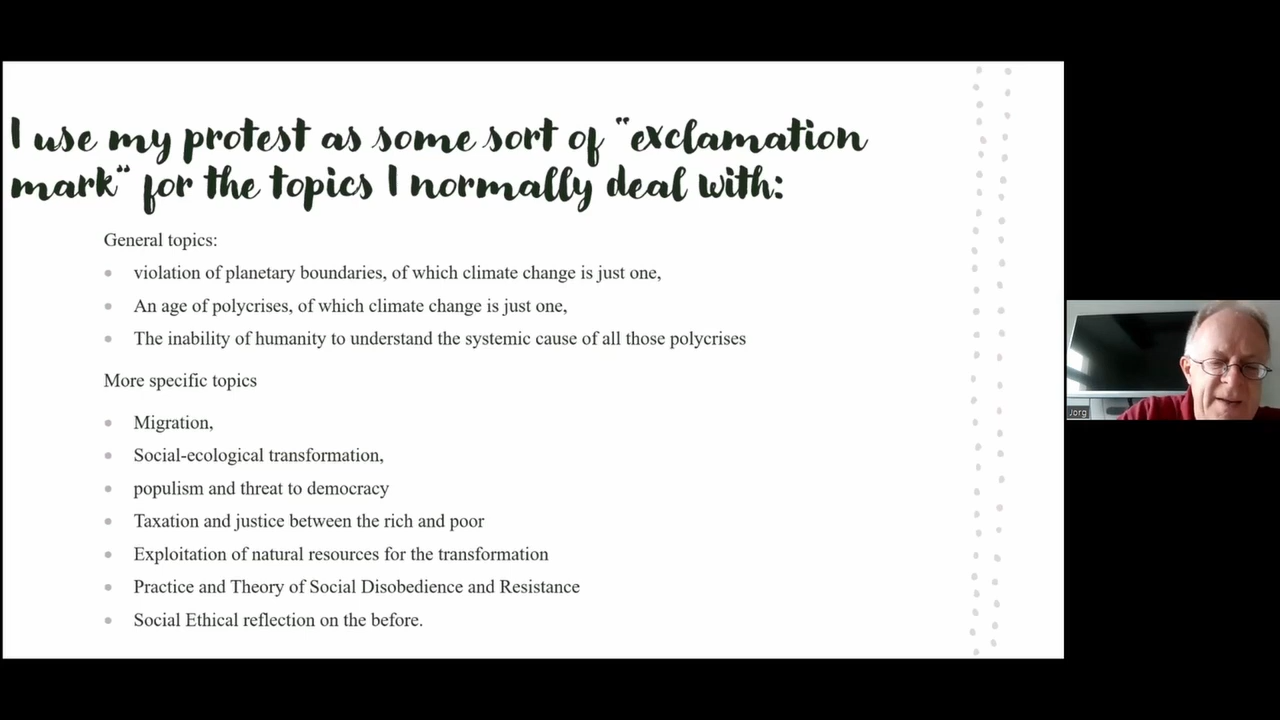 I use my protest as some sort of “exclamation
mark“ for the topics I normally deal with:
General topics:
violation of planetary boundaries, of which climate change is just one,
An age of polycrises, of which climate change is just one,
The inability of humanity to understand the systemic cause of all those polycrises
More specific topics
Migration,
Social-ecological transformation,
populism and threat to democracy
Taxation and justice between the rich and poor
Exploitation of natural resources for the transformation
Practice and Theory of Social Disobedience and Resistance
Social Ethical reflection on the before.
Jorg